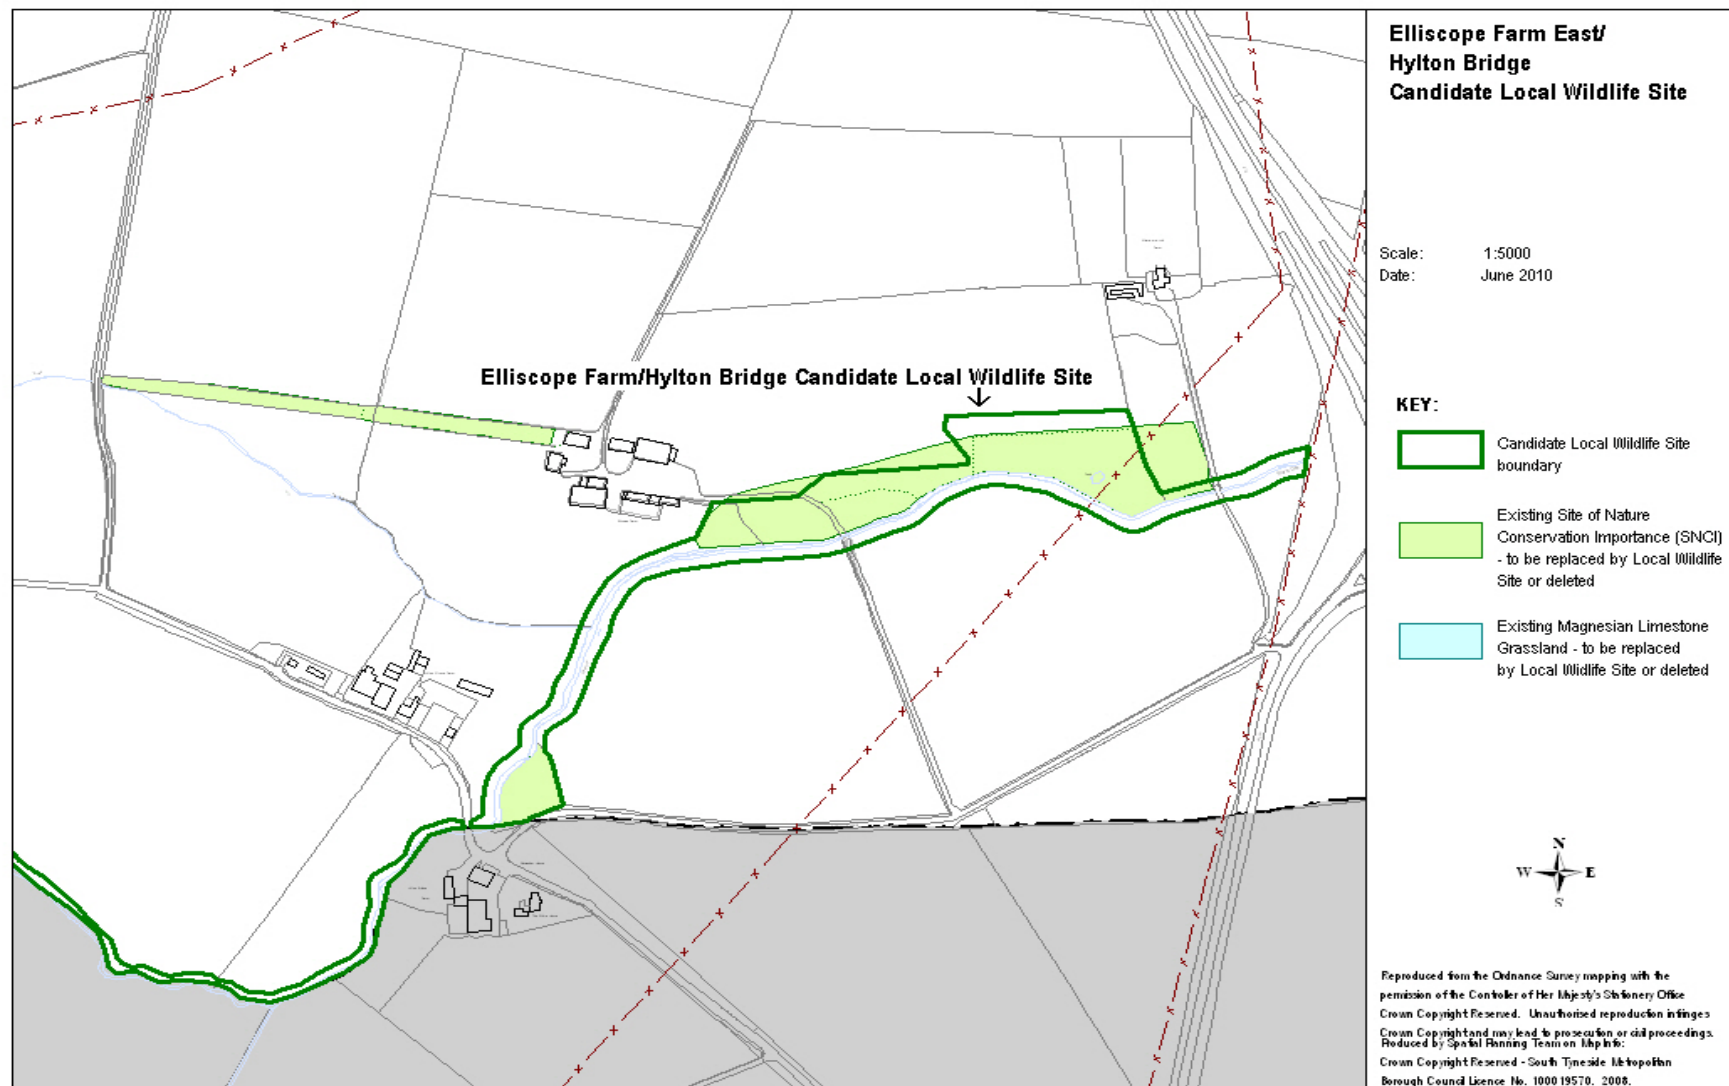 Elliscope Farm East/
Hylton Bridge
Candidate Local Wildlife Site
Scale: 1:5000
Date: June 2010
Elliscope Farm/Hylton Bridge Candidate Local Wildlife Site
KEY:
Candidate Local Wildlife Site
boundary
Existing Site of Nature
Conservation Importance (SNCI)
- to be replaced by Local Wildlife
Site or deleted
Existing Magnesian Limestone
Grassland - to be replaced
by Local Widlife Site or deleted
N
W E
S
Reproduced from the Ordnance Survey mapping with the
permission of the Controller of Her Majesty's Stationery Office
Crown Copyright Reserved. Unauthorised reproduction infringes
Crown Copyright and may lead to prosecution or civil proceedings.
Produced by Spatial Planning Team on MapInfo:
Crown Copyright Reserved - South Tyneside Metropolitan
Borough Council Licence No. 100019570. 2008.